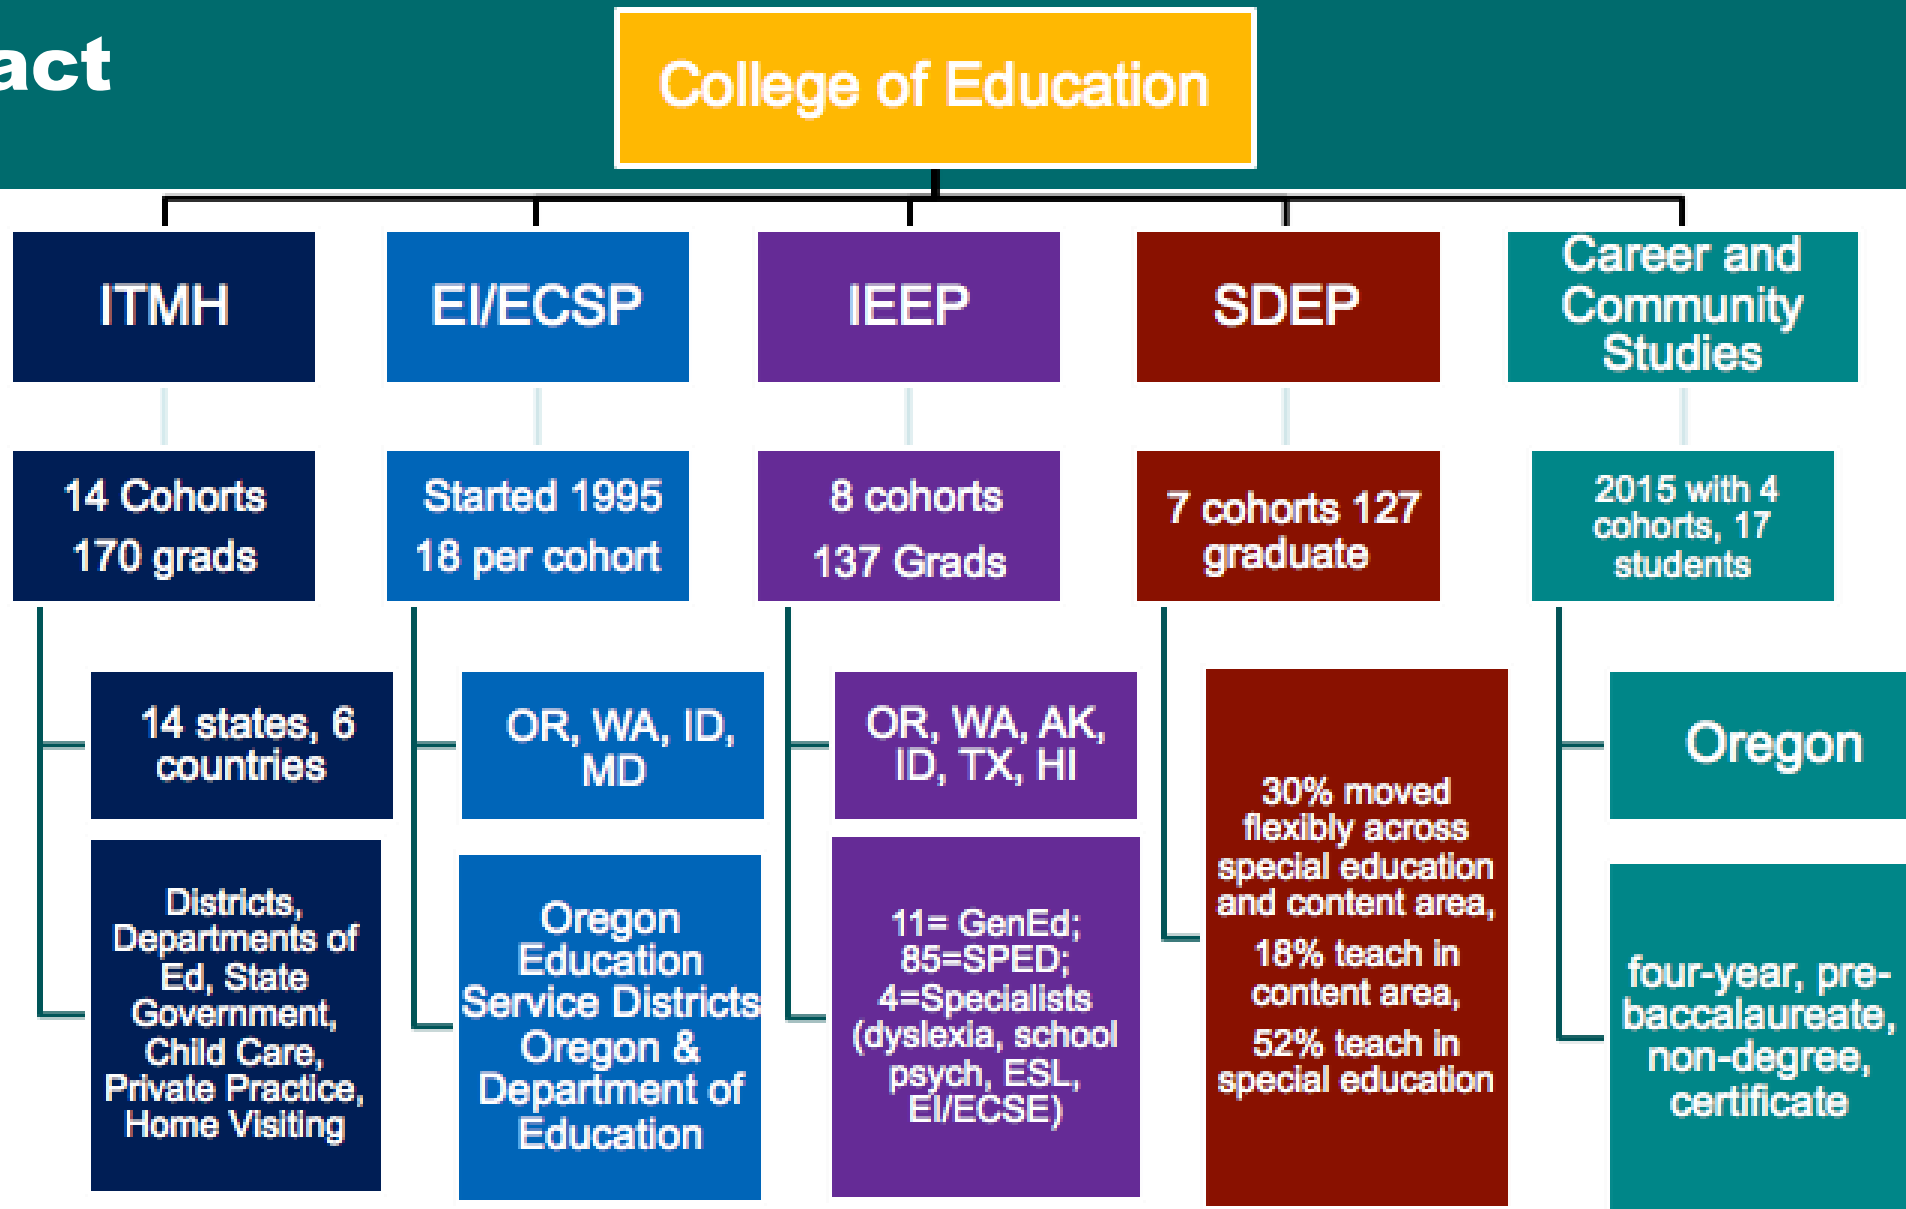 act
College of Education
ITMH
EI/ECSP
IEEP
SDEP
Career and
Community
Studies
14 Cohorts
170 grads
Started 1995
18 per cohort
8 cohorts
137 Grads
7 cohorts 127
graduate
2015 with 4
cohorts, 17
students
14 states, 6
countries
OR, WA, ID,
MD
OR, WA, AK,
ID, TX, HI
30% moved
flexibly across
special education
and content area,
18% teach in
content area,
52% teach in
special education
Oregon
Districts,
Departments of
Ed, State
Government,
Child Care,
Private Practice,
Home Visiting
Oregon
Education
Service Districts
Oregon &
Department of
Education
11= GenEd;
85=SPED;
4=Specialists
(dyslexia, school
psych, ESL,
EI/ECSE)
four-year, pre-
baccalaureate,
non-degree,
certificate